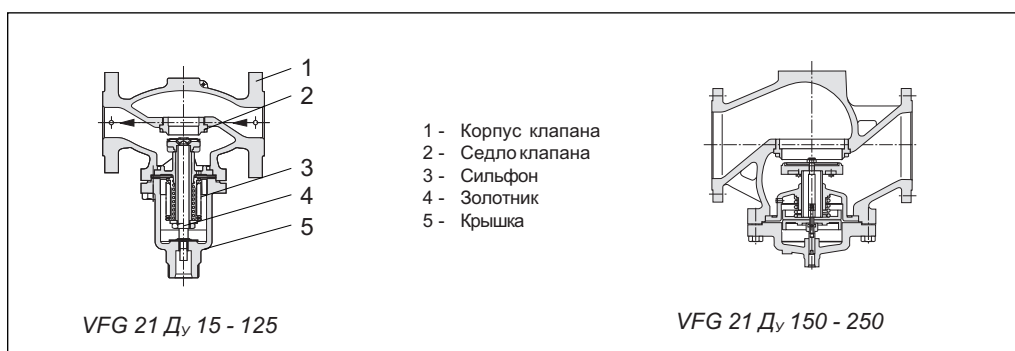 1
2
3
4
5
1 - Корпус клапана
2 - Седло клапана
3 - Сильфон
4 - Золотник
5 - Крышка
VFG 21 Ду 15 - 125
VFG 21 Ду 150 - 250